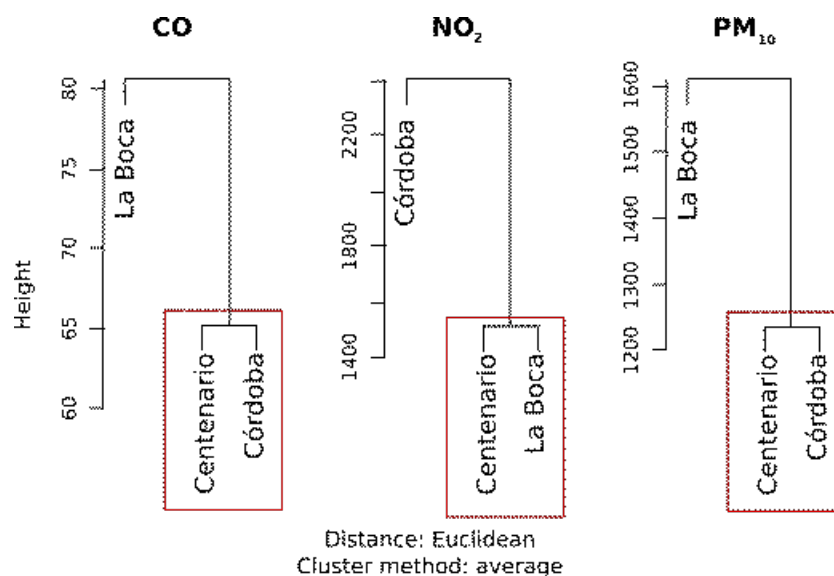 CO
NO₂
PM₁₀
Height
80
75
70
65
60
La Boca
Centenario
Córdoba
2200
1800
1400
Córdoba
Centenario
La Boca
1600
1500
1400
1300
1200
La Boca
Centenario
Córdoba
Distance: Euclidean
Cluster method: average